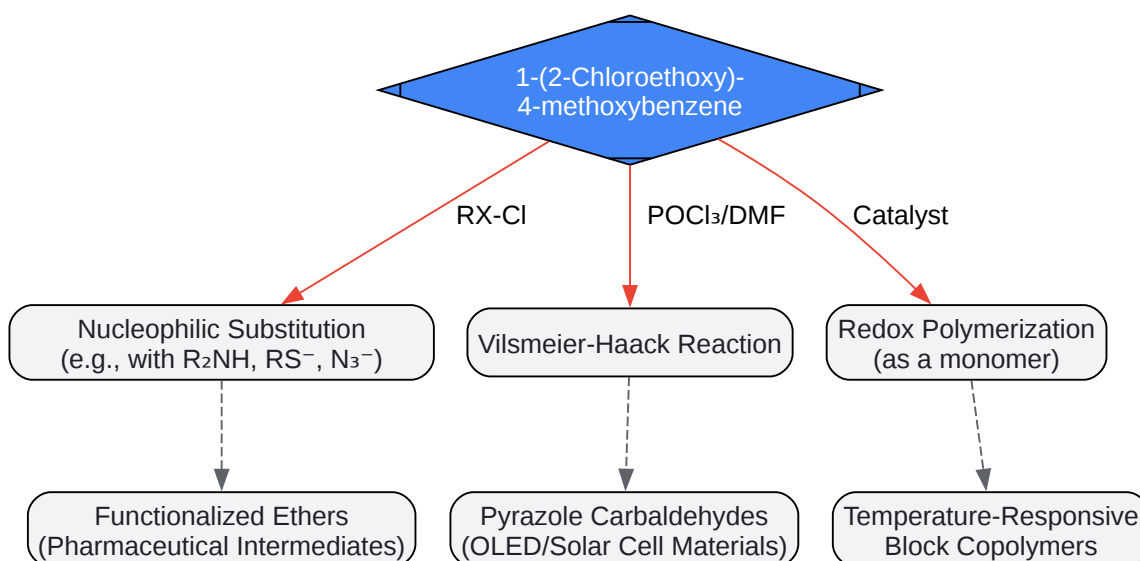 1-(2-Chloroethoxy)-
4-methoxybenzene
RX-Cl
POCl₃/DMF
Catalyst
Nucleophilic Substitution
(e.g., with R₂NH, RS⁻, N₃⁻)
Vilsmeier-Haack Reaction
Redox Polymerization
(as a monomer)
Functionalized Ethers
(Pharmaceutical Intermediates)
Pyrazole Carbaldehydes
(OLED/Solar Cell Materials)
Temperature-Responsive
Block Copolymers